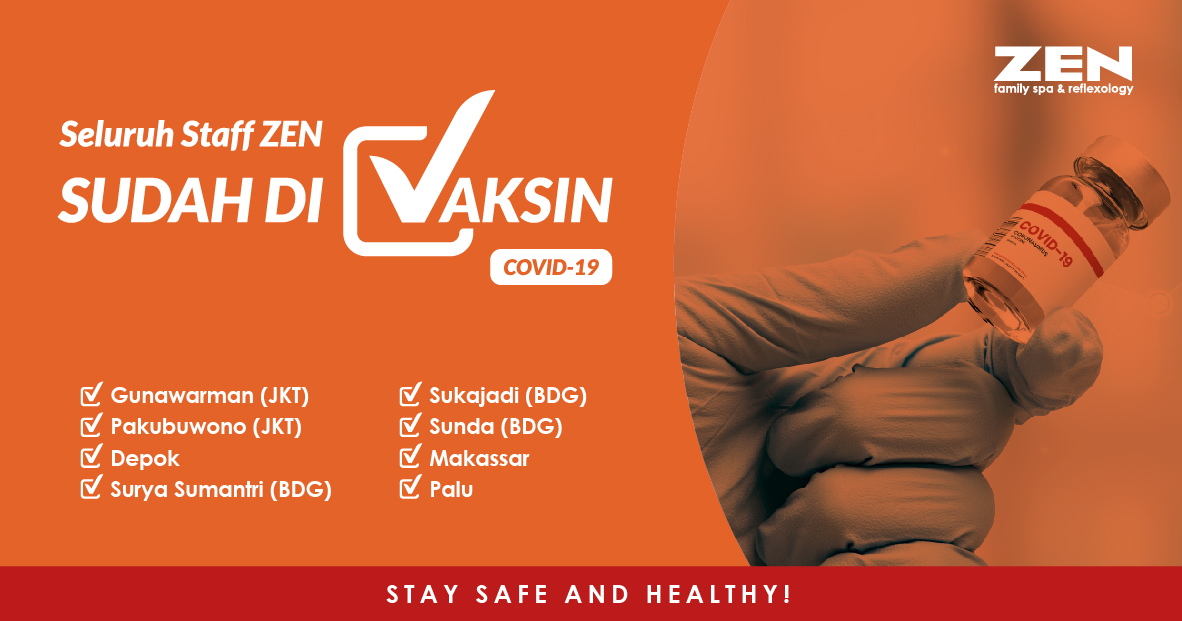 ZEN
family spa & reflexology
Seluruh Staff ZEN
SUDAH DI VAKSIN
COVID-19
COVID-19
Gunawarman (JKT)
Pakubuwono (JKT)
Depok
Surya Sumantri (BDG)
Sukajadi (BDG)
Sunda (BDG)
Makassar
Palu
STAY SAFE AND HEALTHY!